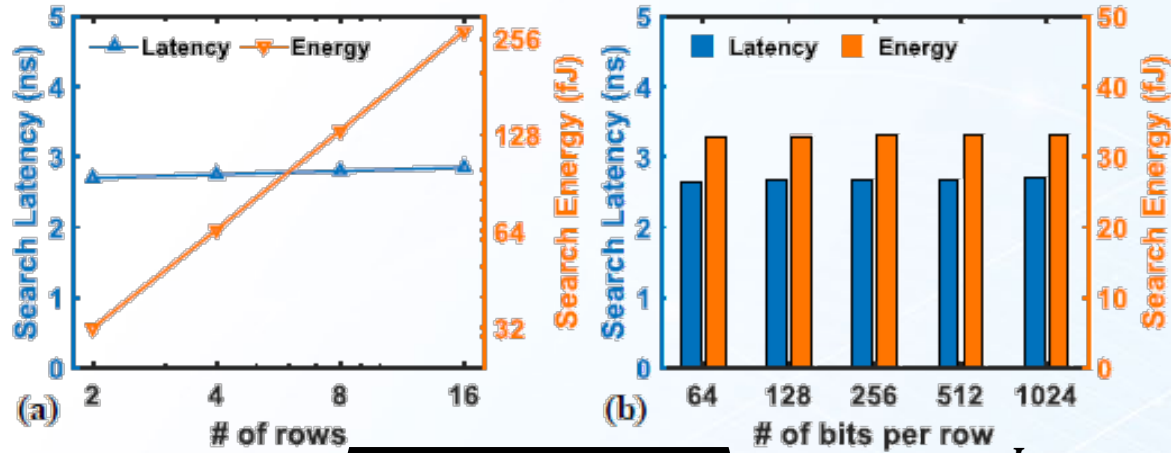 Latency Energy
Search Latency (ns)
5
4
3
2
1
0
Search Energy (fJ)
256
128
64
32
2 4 8 16
# of rows
(a)
Latency Energy
Search Latency (ns)
5
4
3
2
1
0
Search Energy (fJ)
50
40
30
20
10
0
64 128 256 512 1024
# of bits per row
(b)